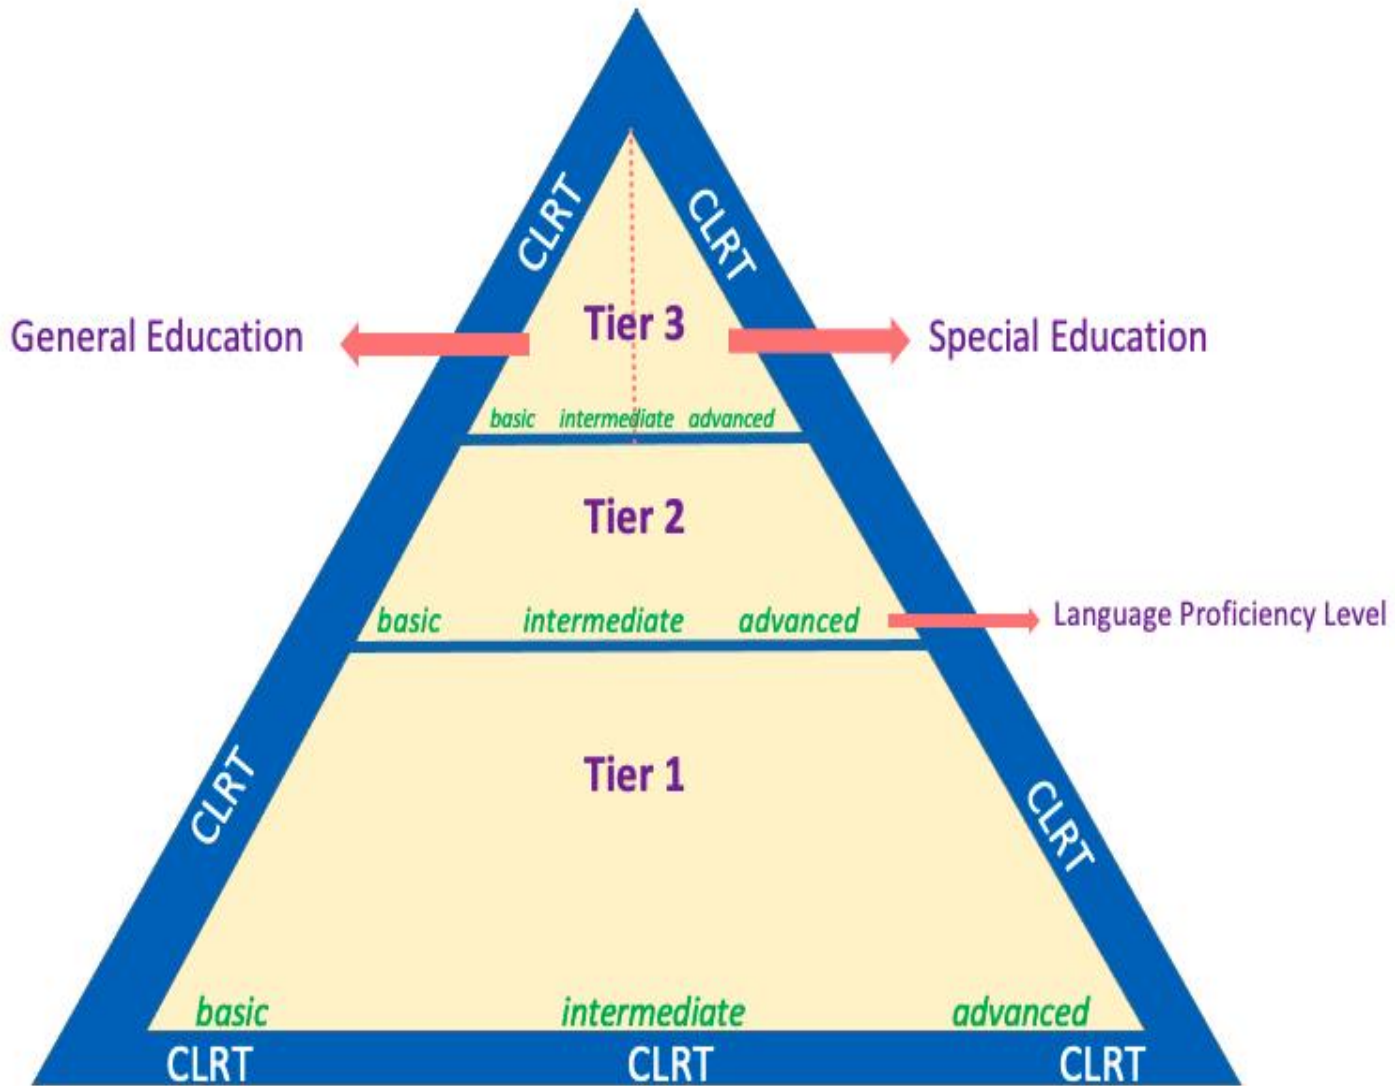 CLRT
CLRT
General Education
Tier 3
Special Education
basic intermediate advanced
Tier 2
basic intermediate advanced
Language Proficiency Level
Tier 1
CLRT
CLRT
basic intermediate advanced
CLRT CLRT CLRT